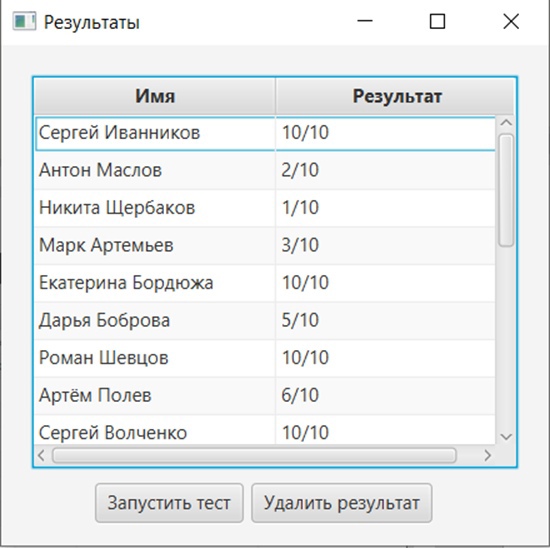 Результаты
Имя Результат
Сергей Иванников 10/10
Антон Маслов 2/10
Никита Щербаков 1/10
Марк Артемьев 3/10
Екатерина Бордюжа 10/10
Дарья Боброва 5/10
Роман Шевцов 10/10
Артём Полев 6/10
Сергей Волченко 10/10
Запустить тест Удалить результат